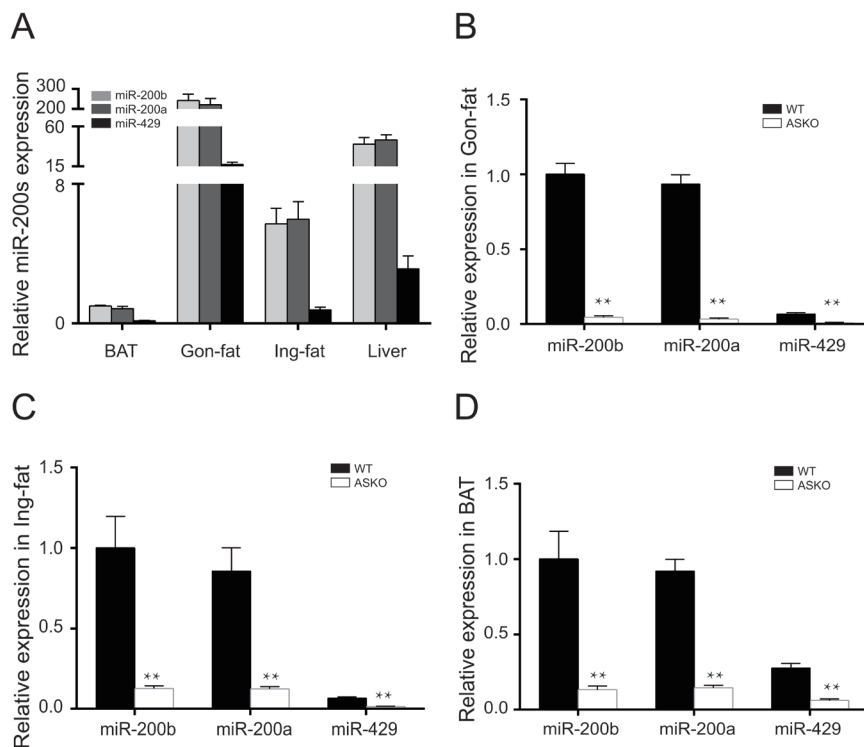 A
Relative miR-200s expression
miR-200b
miR-200a
miR-429
300
200
60
15
8
0
BAT Gon-fat Ing-fat Liver
B
Relative expression in Gon-fat
1.5
1.0
0.5
0.0
WT
ASKO
** ** **
miR-200b miR-200a miR-429
C
Relative expression in Ing-fat
1.5
1.0
0.5
0.0
WT
ASKO
** ** **
miR-200b miR-200a miR-429
D
Relative expression in BAT
1.5
1.0
0.5
0.0
WT
ASKO
** ** **
miR-200b miR-200a miR-429